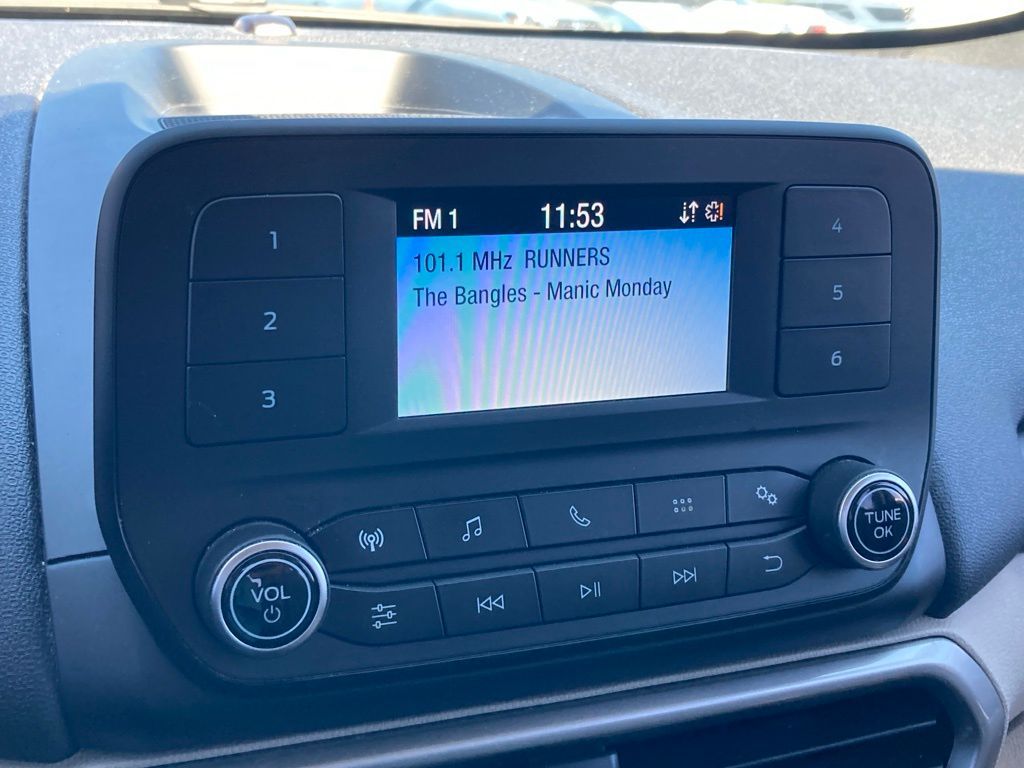 FM 1 11:53
101.1 MHz RUNNERS
The Bangles - Manic Monday
1
2
3
4
5
6
VOL
TUNE
OK